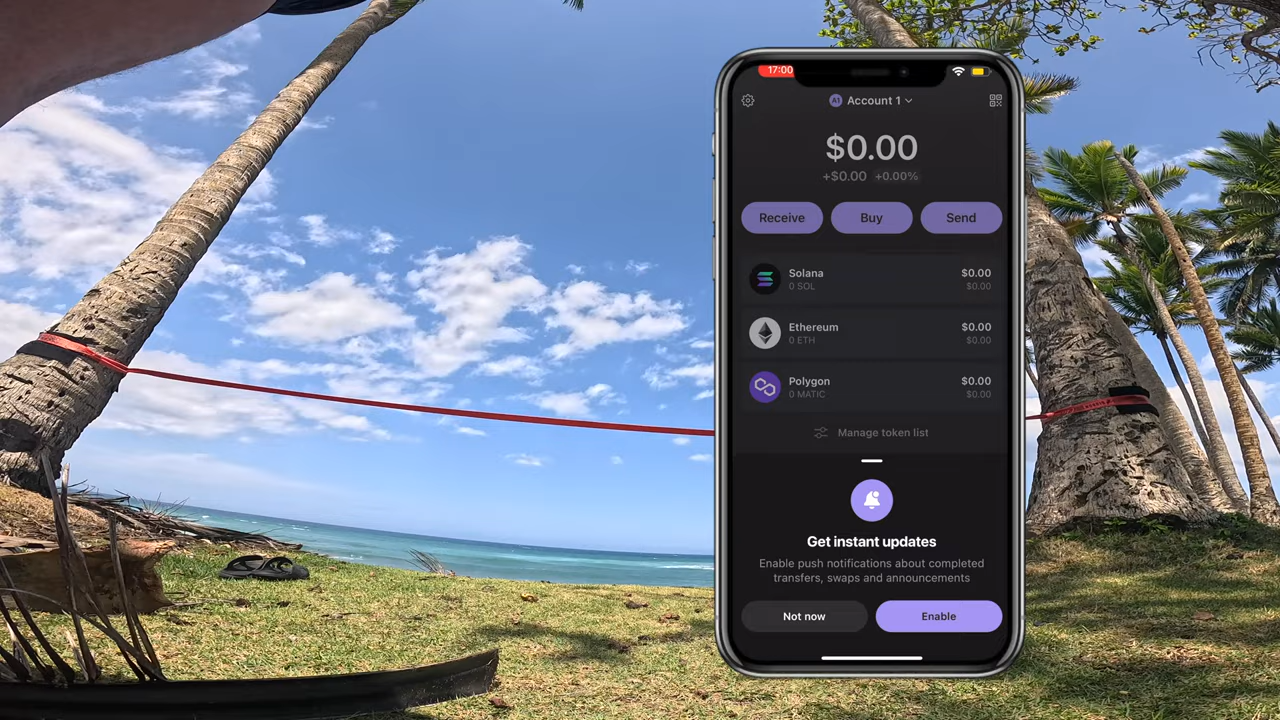 17:00
A1 Account 1
$0.00
+$0.00 +0.00%
Receive Buy Send
Solana $0.00
0 SOL $0.00
Ethereum $0.00
0 ETH $0.00
Polygon $0.00
0 MATIC $0.00
Manage token list
Get instant updates
Enable push notifications about completed
transfers, swaps and announcements
Not now Enable